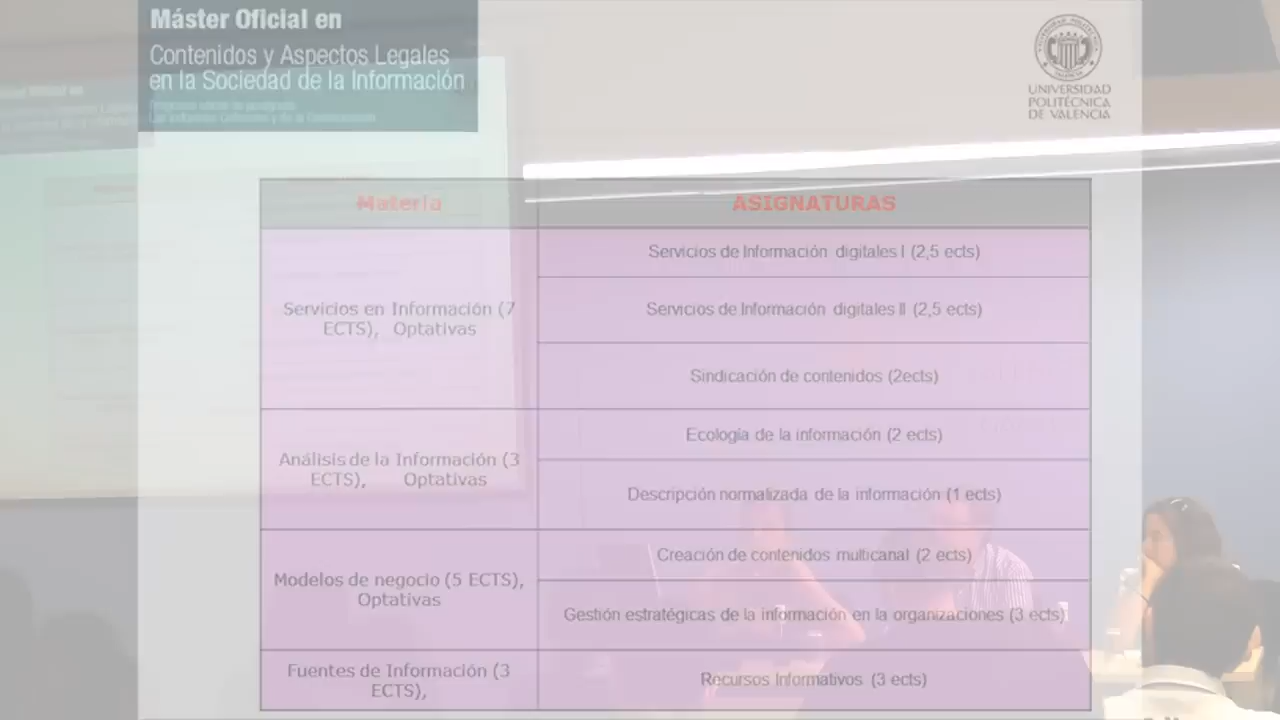 Máster Oficial en
Contenidos y Aspectos Legales
en la Sociedad de la Información
UNIVERSIDAD
POLITÉCNICA
DE VALENCIA
Materia
ASIGNATURAS
Servicios en Información (7
ECTS), Optativas
Servicios de Información digitales I (2,5 ects)
Servicios de Información digitales II (2,5 ects)
Sindicación de contenidos (2ects)
Análisis de la Información (3
ECTS), Optativas
Ecología de la información (2 ects)
Descripción normalizada de la información (1 ects)
Modelos de negocio (5 ECTS),
Optativas
Creación de contenidos multicanal (2 ects)
Gestión estratégicas de la información en la organizaciones (3 ects)
Fuentes de Información (3
ECTS),
Recursos Informativos (3 ects)